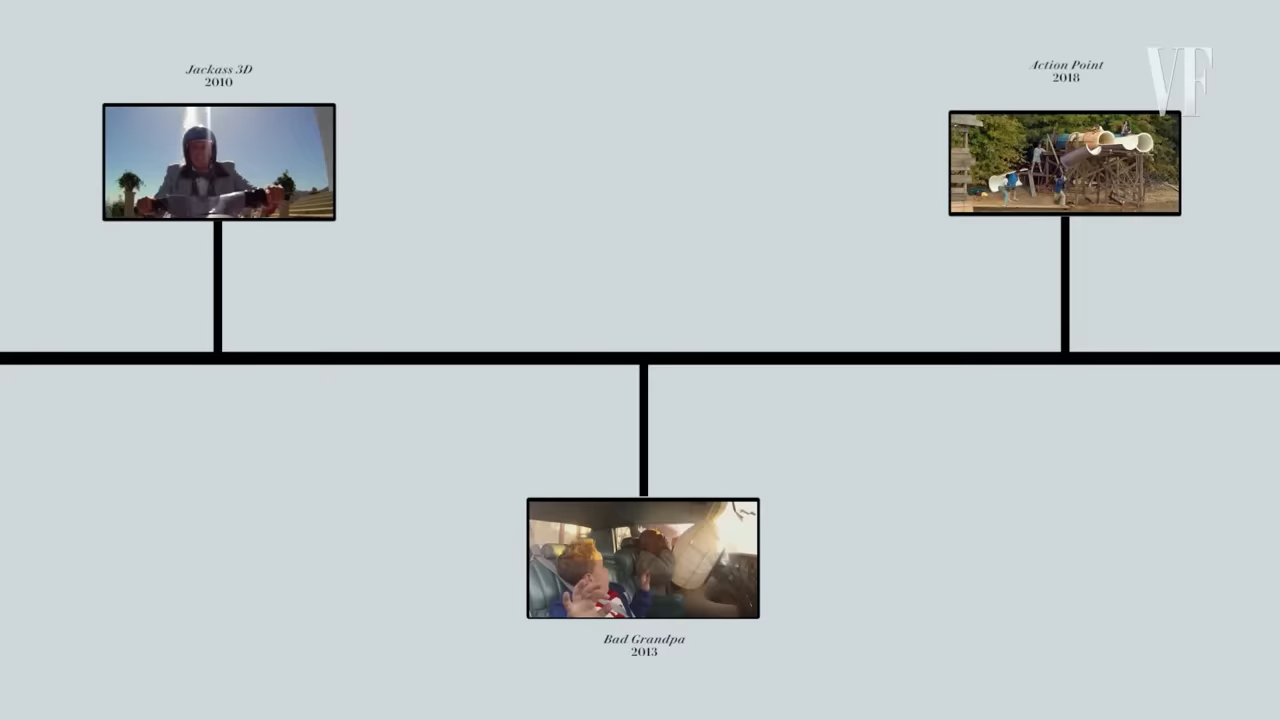 Jackass 3D
2010
Action Point
2018
VF
Bad Grandpa
2013